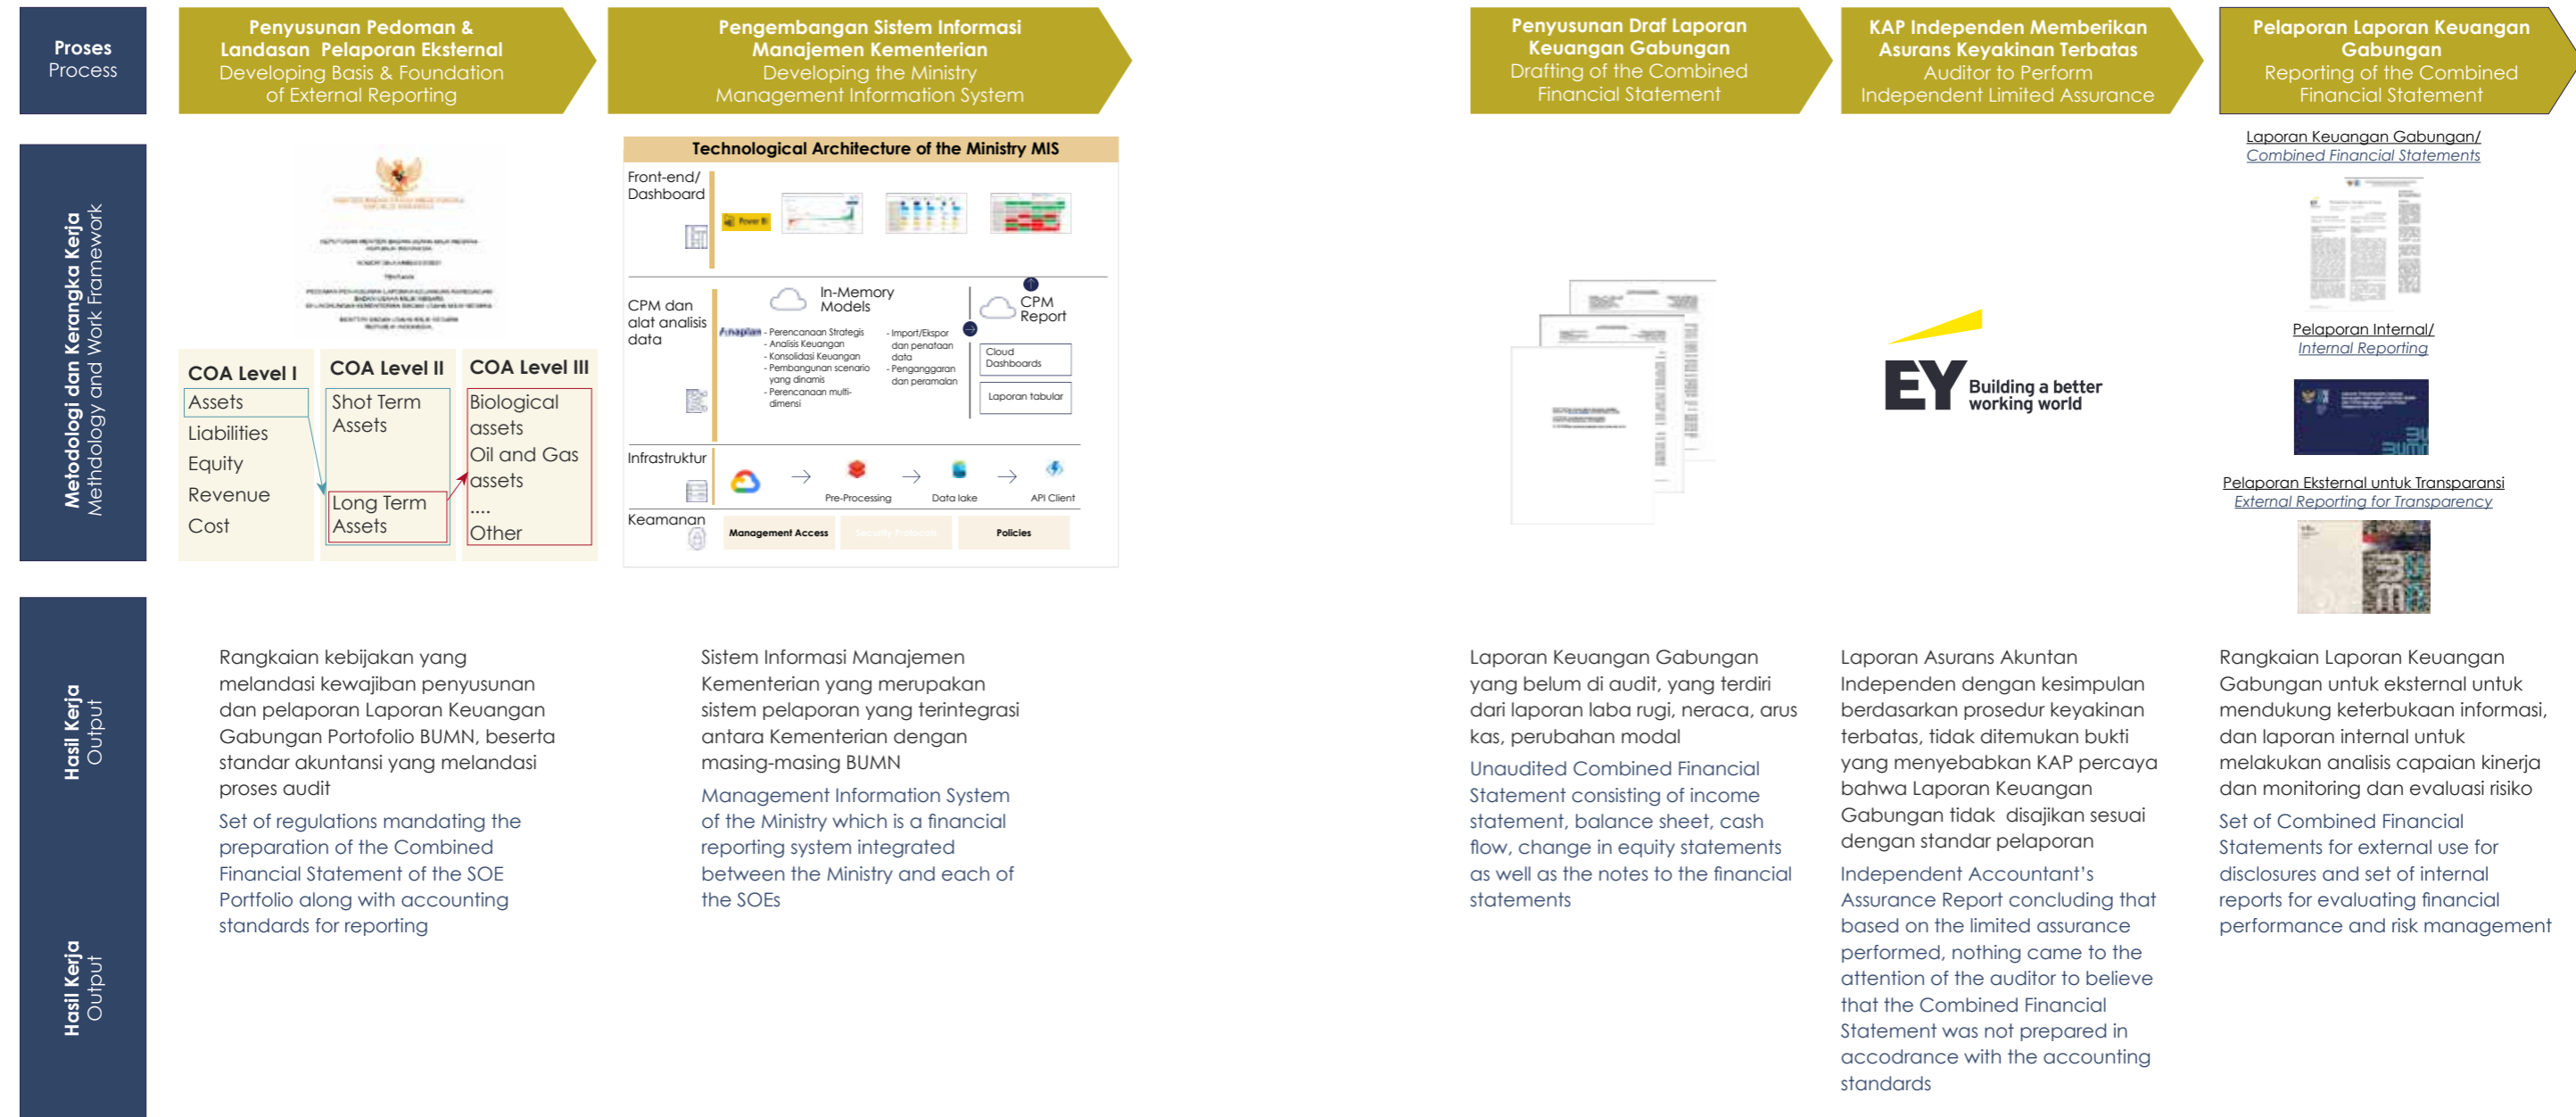 Proses
Process
Penyusunan Pedoman &
Landasan Pelaporan Eksternal
Developing Basis & Foundation
of External Reporting
Pengembangan Sistem Informasi
Manajemen Kementerian
Developing the Ministry
Management Information System
Penyusunan Draf Laporan
Keuangan Gabungan
Drafting of the Combined
Financial Statement
KAP Independen Memberikan
Asurans Keyakinan Terbatas
Auditor to Perform
Independent Limited Assurance
Pelaporan Laporan Keuangan
Gabungan
Reporting of the Combined
Financial Statement
Metodologi dan Kerangka Kerja
Methdology and Work Framework
COA Level I
Assets
Liabilities
Equity
Revenue
Cost
COA Level II
Shot Term
Assets
Long Term
Assets
COA Level III
Biological
assets
Oil and Gas
assets
....
Other
Technological Architecture of the Ministry MIS
Front-end/
Dashboard
Power BI
CPM dan
alat analisis
data
Anaplan
In-Memory
Models
- Perencanaan Strategis
- Analisis Keuangan
- Konsolidasi Keuangan
- Pembangunan scenario
yang dinamis
- Perencanaan multi-
dimensi
- Import/Ekspor
dan penataan
data
- Penganggaran
dan peramalan
CPM
Report
Cloud
Dashboards
Laporan tabular
Infrastruktur
Pre-Processing
Data lake
API Client
Keamanan
Management Access
Security Protocols
Policies
EY
Building a better
working world
Laporan Keuangan Gabungan/
Combined Financial Statements
Pelaporan Internal/
Internal Reporting
Pelaporan Eksternal untuk Transparansi
External Reporting for Transparency
Hasil Kerja
Output
Rangkaian kebijakan yang
melandasi kewajiban penyusunan
dan pelaporan Laporan Keuangan
Gabungan Portofolio BUMN, beserta
standar akuntansi yang melandasi
proses audit
Set of regulations mandating the
preparation of the Combined
Financial Statement of the SOE
Portfolio along with accounting
standards for reporting
Sistem Informasi Manajemen
Kementerian yang merupakan
sistem pelaporan yang terintegrasi
antara Kementerian dengan
masing-masing BUMN
Management Information System
of the Ministry which is a financial
reporting system integrated
between the Ministry and each of
the SOEs
Laporan Keuangan Gabungan
yang belum di audit, yang terdiri
dari laporan laba rugi, neraca, arus
kas, perubahan modal
Unaudited Combined Financial
Statement consisting of income
statement, balance sheet, cash
flow, change in equity statements
as well as the notes to the financial
statements
Laporan Asurans Akuntan
Independen dengan kesimpulan
berdasarkan prosedur keyakinan
terbatas, tidak ditemukan bukti
yang menyebabkan KAP percaya
bahwa Laporan Keuangan
Gabungan tidak disajikan sesuai
dengan standar pelaporan
Independent Accountant's
Assurance Report concluding that
based on the limited assurance
performed, nothing came to the
attention of the auditor to believe
that the Combined Financial
Statement was not prepared in
accodrance with the accounting
standards
Rangkaian Laporan Keuangan
Gabungan untuk eksternal untuk
mendukung keterbukaan informasi,
dan laporan internal untuk
melakukan analisis capaian kinerja
dan monitoring dan evaluasi risiko
Set of Combined Financial
Statements for external use for
disclosures and set of internal
reports for evaluating financial
performance and risk management
Hasil Kerja
Output